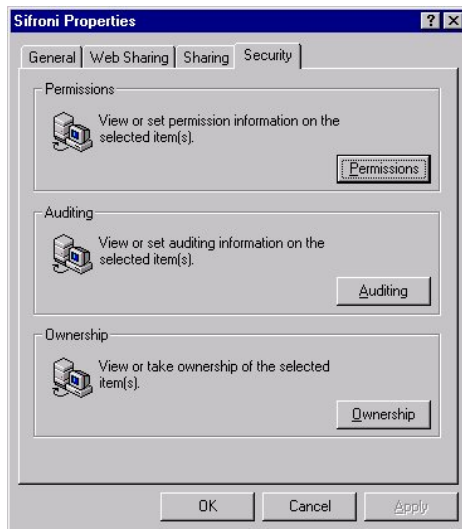 Sifroni Properties
General Web Sharing Sharing Security
Permissions
View or set permission information on the
selected item(s).
Permissions
Auditing
View or set auditing information on the
selected item(s).
Auditing
Ownership
View or take ownership of the selected
item(s).
Ownership
OK Cancel Apply